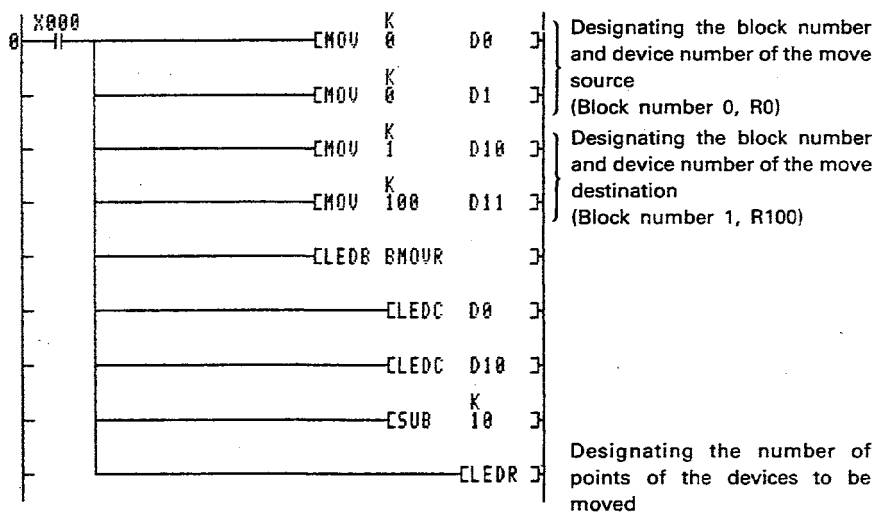 X000
0
[MOV K 0 D0 ]
Designating the block number
and device number of the move
source
(Block number 0, R0)
[MOV K 0 D1 ]
[MOV K 1 D10 ]
Designating the block number
and device number of the move
destination
(Block number 1, R100)
[MOV K 100 D11 ]
[LEDB BMOVR ]
[LEDC D0 ]
[LEDC D10 ]
[SUB K 10 ]
[LEDR ]
Designating the number of
points of the devices to be
moved